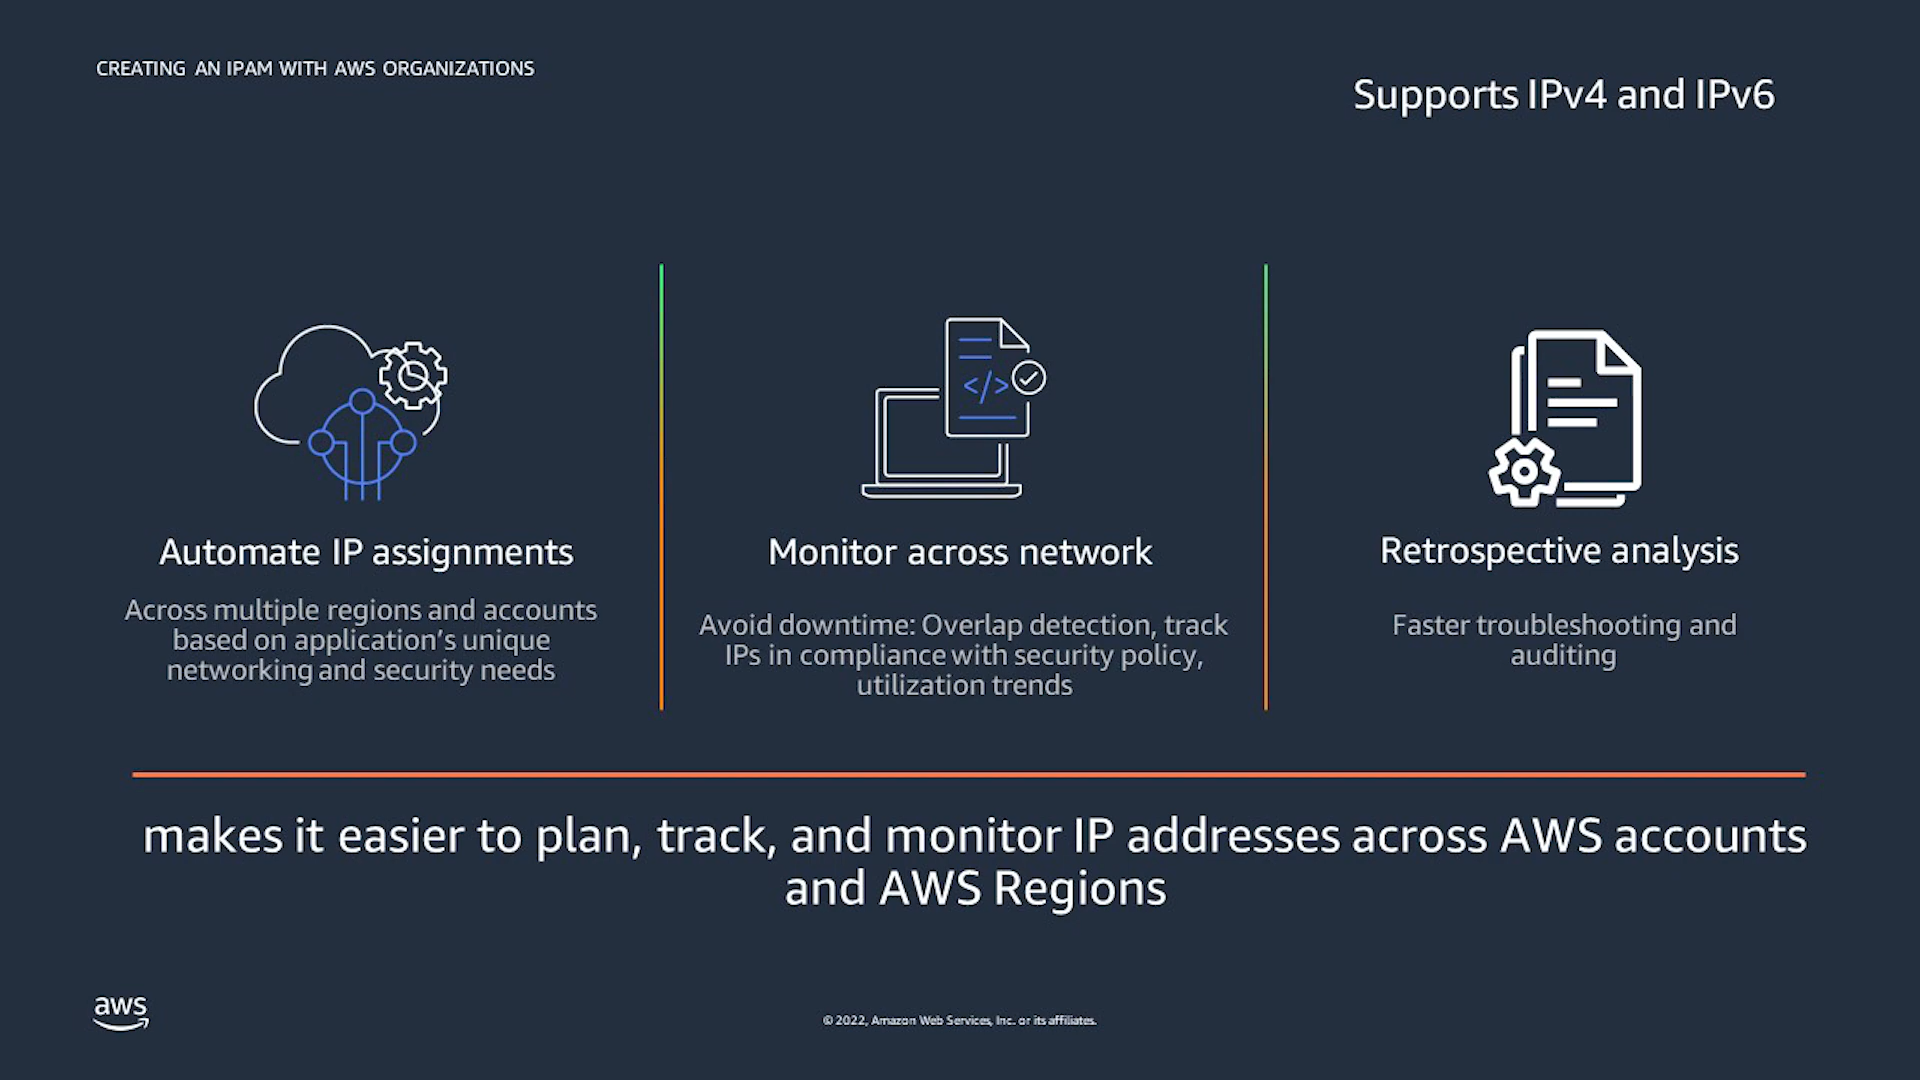 CREATING AN IPAM WITH AWS ORGANIZATIONS
Supports IPv4 and IPv6
</>
Automate IP assignments
Across multiple regions and accounts
based on application’s unique
networking and security needs
Monitor across network
Avoid downtime: Overlap detection, track
IPs in compliance with security policy,
utilization trends
Retrospective analysis
Faster troubleshooting and
auditing
makes it easier to plan, track, and monitor IP addresses across AWS accounts
and AWS Regions
aws
© 2022, Amazon Web Services, Inc. or its affiliates.